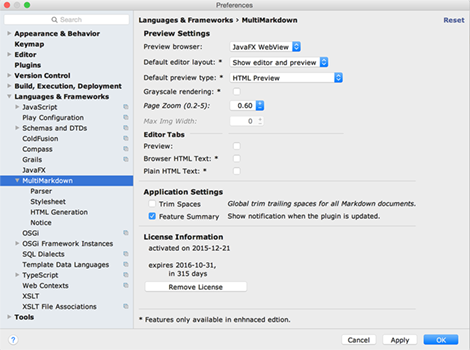 Preferences
Search
Appearance & Behavior
Keymap
Editor
Plugins
Version Control
Build, Execution, Deployment
Languages & Frameworks
JavaScript
Play Configuration
Schemas and DTDs
ColdFusion
Compass
Grails
JavaFX
MultiMarkdown
Parser
Stylesheet
HTML Generation
Notice
OSGi
OSGi Framework Instances
SQL Dialects
Template Data Languages
TypeScript
Web Contexts
XSLT
XSLT File Associations
Tools
Languages & Frameworks › MultiMarkdown
Reset
Preview Settings
Preview browser: JavaFX WebView
Default editor layout: * Show editor and preview
Default preview type: * HTML Preview
Grayscale rendering: *
Page Zoom (0.2-5): 0.60
Max Img Width: 0
Editor Tabs
Preview:
Browser HTML Text: *
Plain HTML Text: *
Application Settings
Trim Spaces Global trim trailing spaces for all Markdown documents.
Feature Summary Show notification when the plugin is updated.
License Information
activated on 2015-12-21
expires 2016-10-31,
in 315 days
Remove License
* Features only available in enhnaced edtion.
?
Cancel
Apply
OK